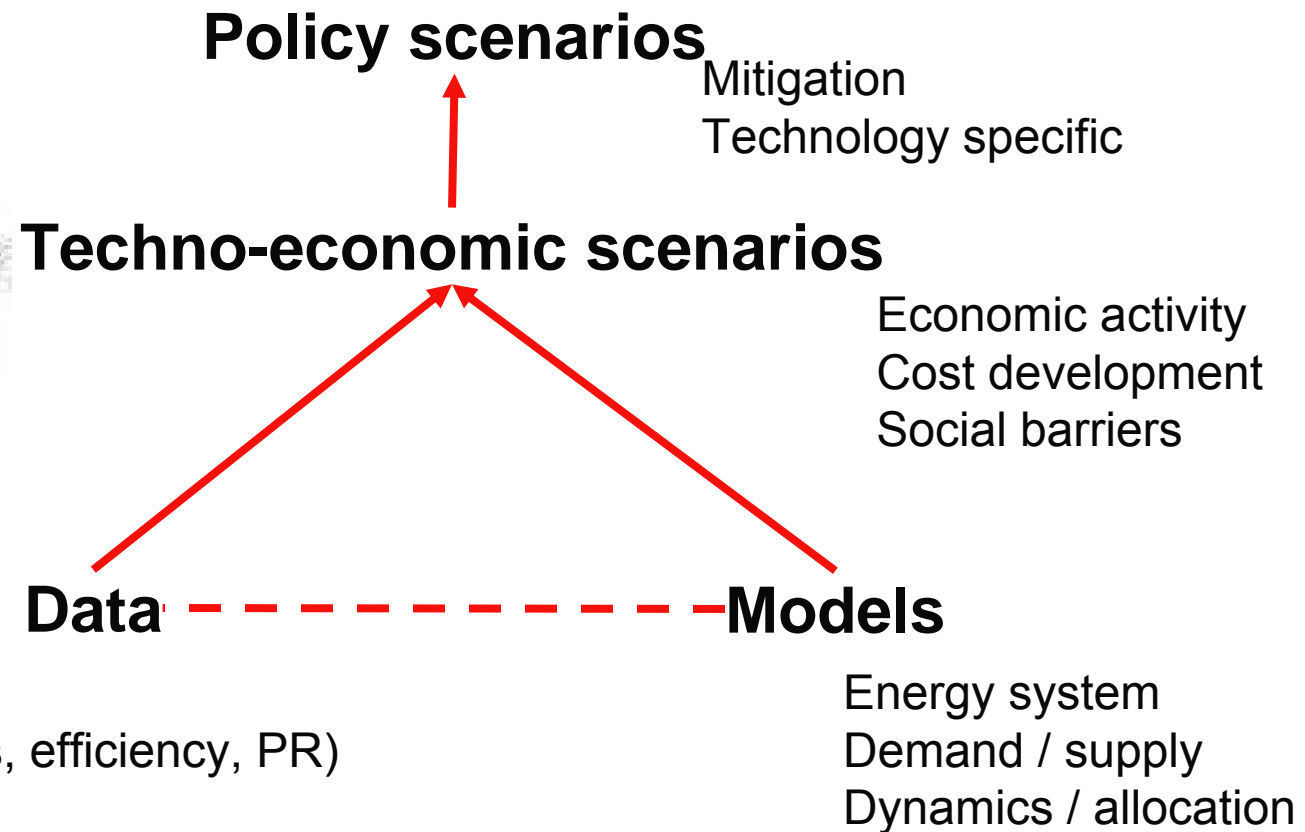 Policy scenarios
Mitigation
Technology specific
Techno-economic scenarios
Economic activity
Cost development
Social barriers
Data
Models
Energy system
, efficiency, PR)
Demand / supply
Dynamics / allocation